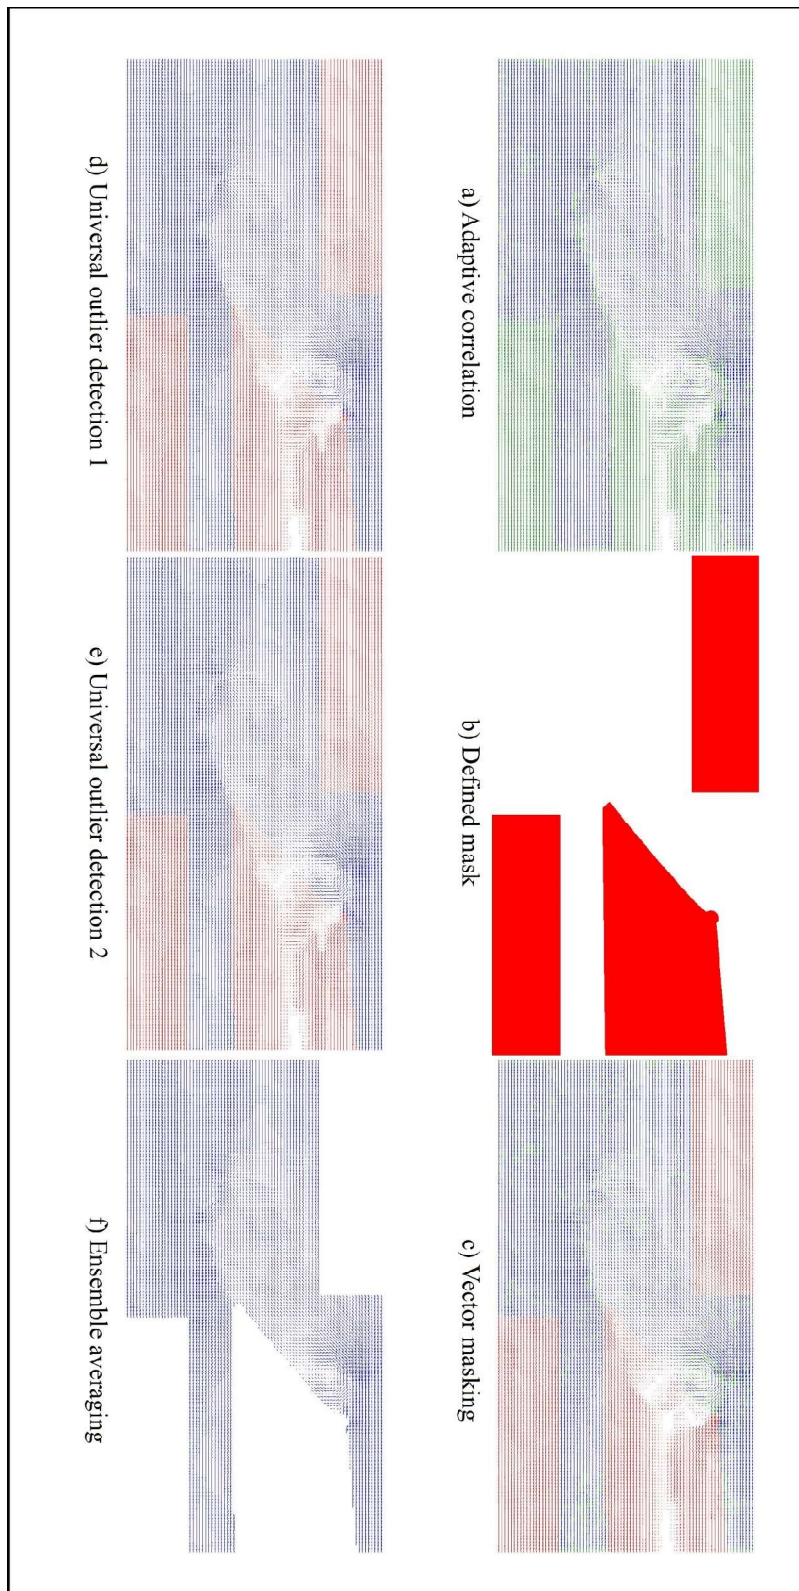 a) Adaptive correlation
b) Defined mask
c) Vector masking
d) Universal outlier detection 1
e) Universal outlier detection 2
f) Ensemble averaging